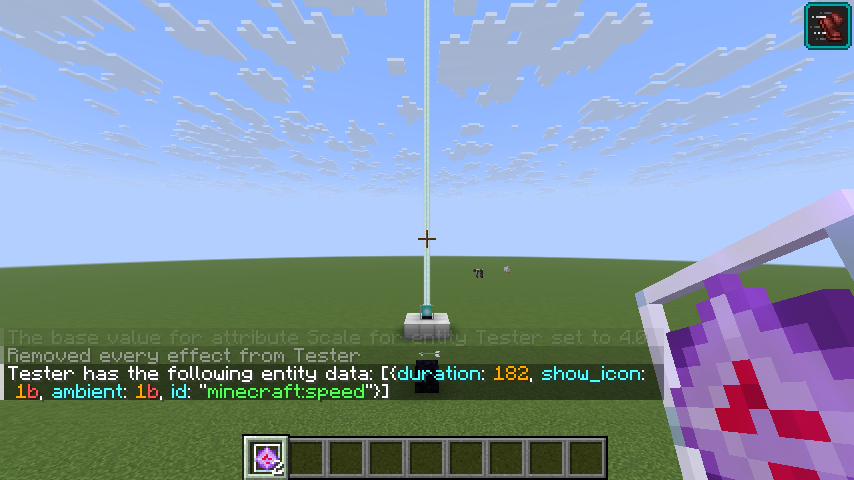 The base value for attribute Scale for entity Tester set to 4.0
Removed every effect from Tester
Tester has the following entity data: [{duration: 182, show_icon:
1b, ambient: 1b, id: "minecraft:speed"}]
2